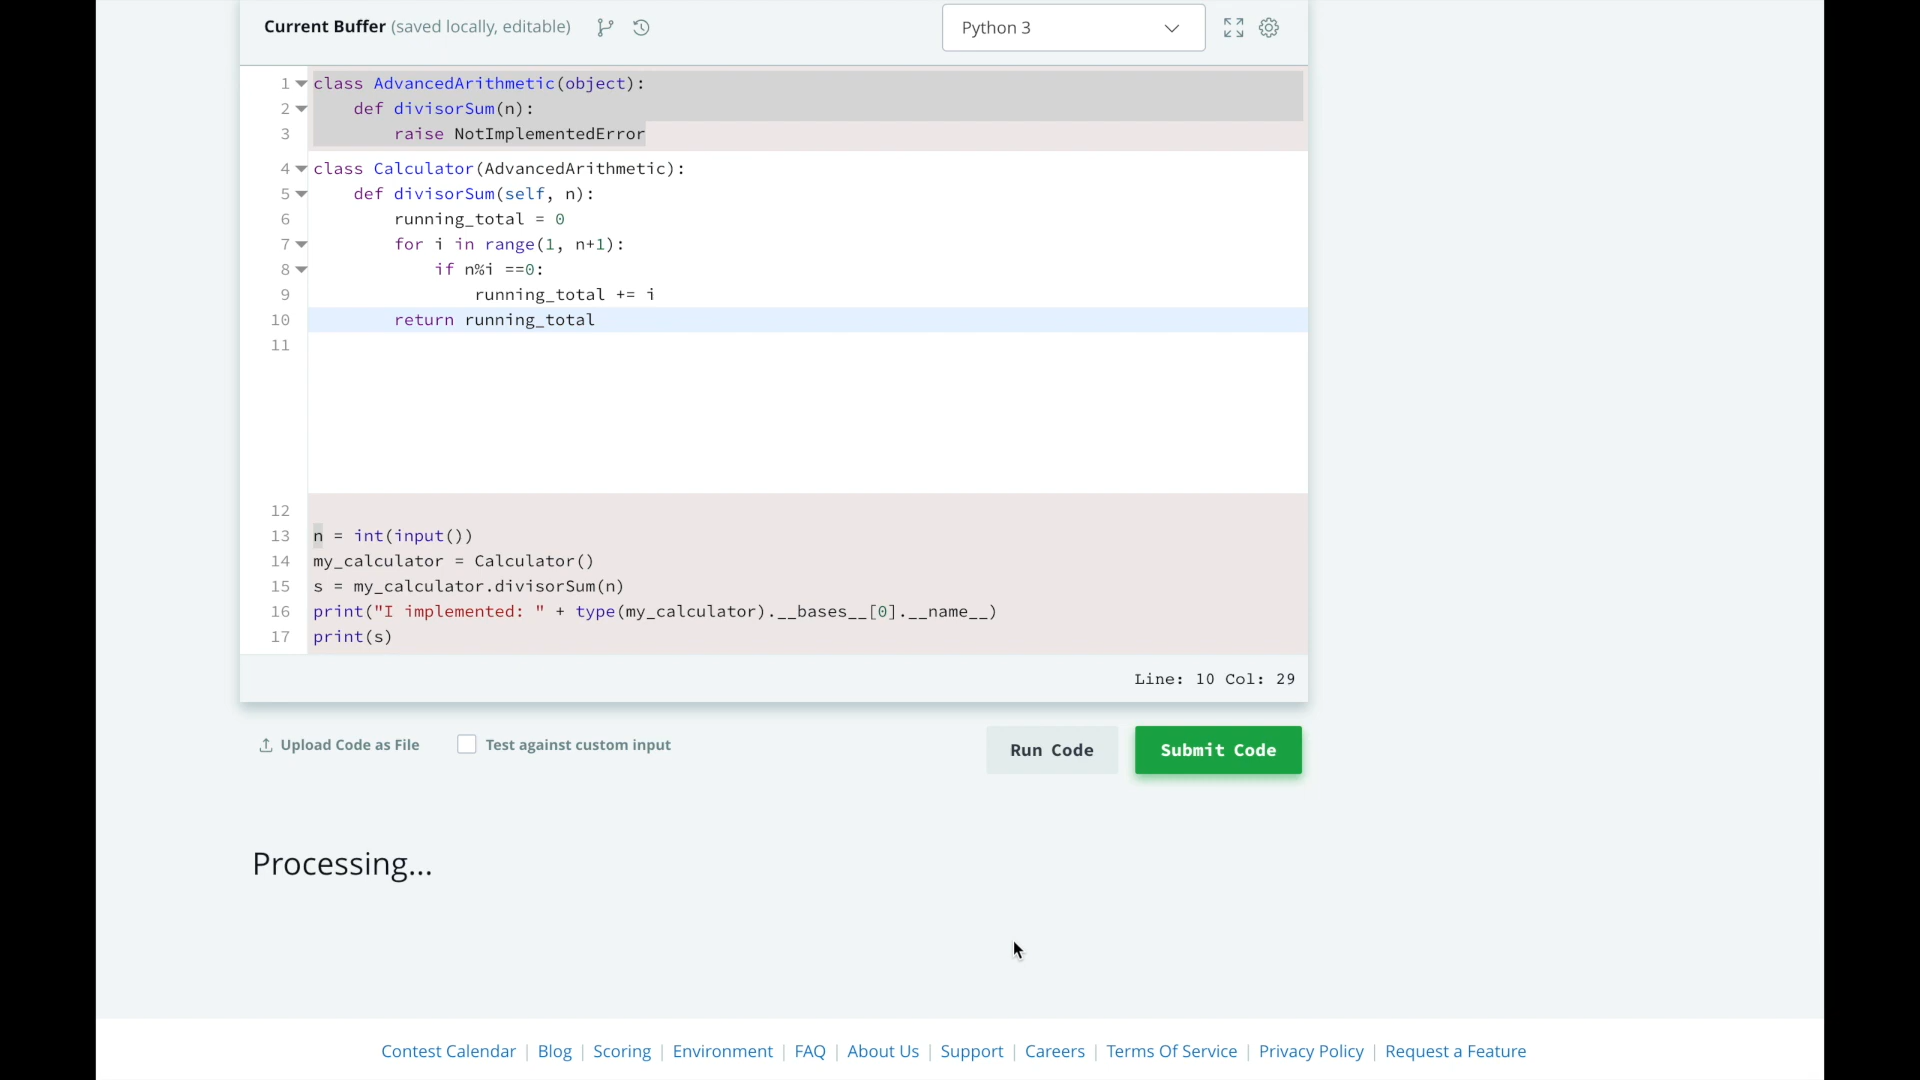 Current Buffer (saved locally, editable)
Python 3
1 class AdvancedArithmetic(object):
2     def divisorSum(n):
3         raise NotImplementedError
4 class Calculator(AdvancedArithmetic):
5     def divisorSum(self, n):
6         running_total = 0
7         for i in range(1, n+1):
8             if n%i ==0:
9                 running_total += i
10         return running_total
11
12
13 n = int(input())
14 my_calculator = Calculator()
15 s = my_calculator.divisorSum(n)
16 print("I implemented: " + type(my_calculator).__bases__[0].__name__)
17 print(s)
Line: 10 Col: 29
Upload Code as File
Test against custom input
Run Code
Submit Code
Processing...
Contest Calendar | Blog | Scoring | Environment | FAQ | About Us | Support | Careers | Terms Of Service | Privacy Policy | Request a Feature